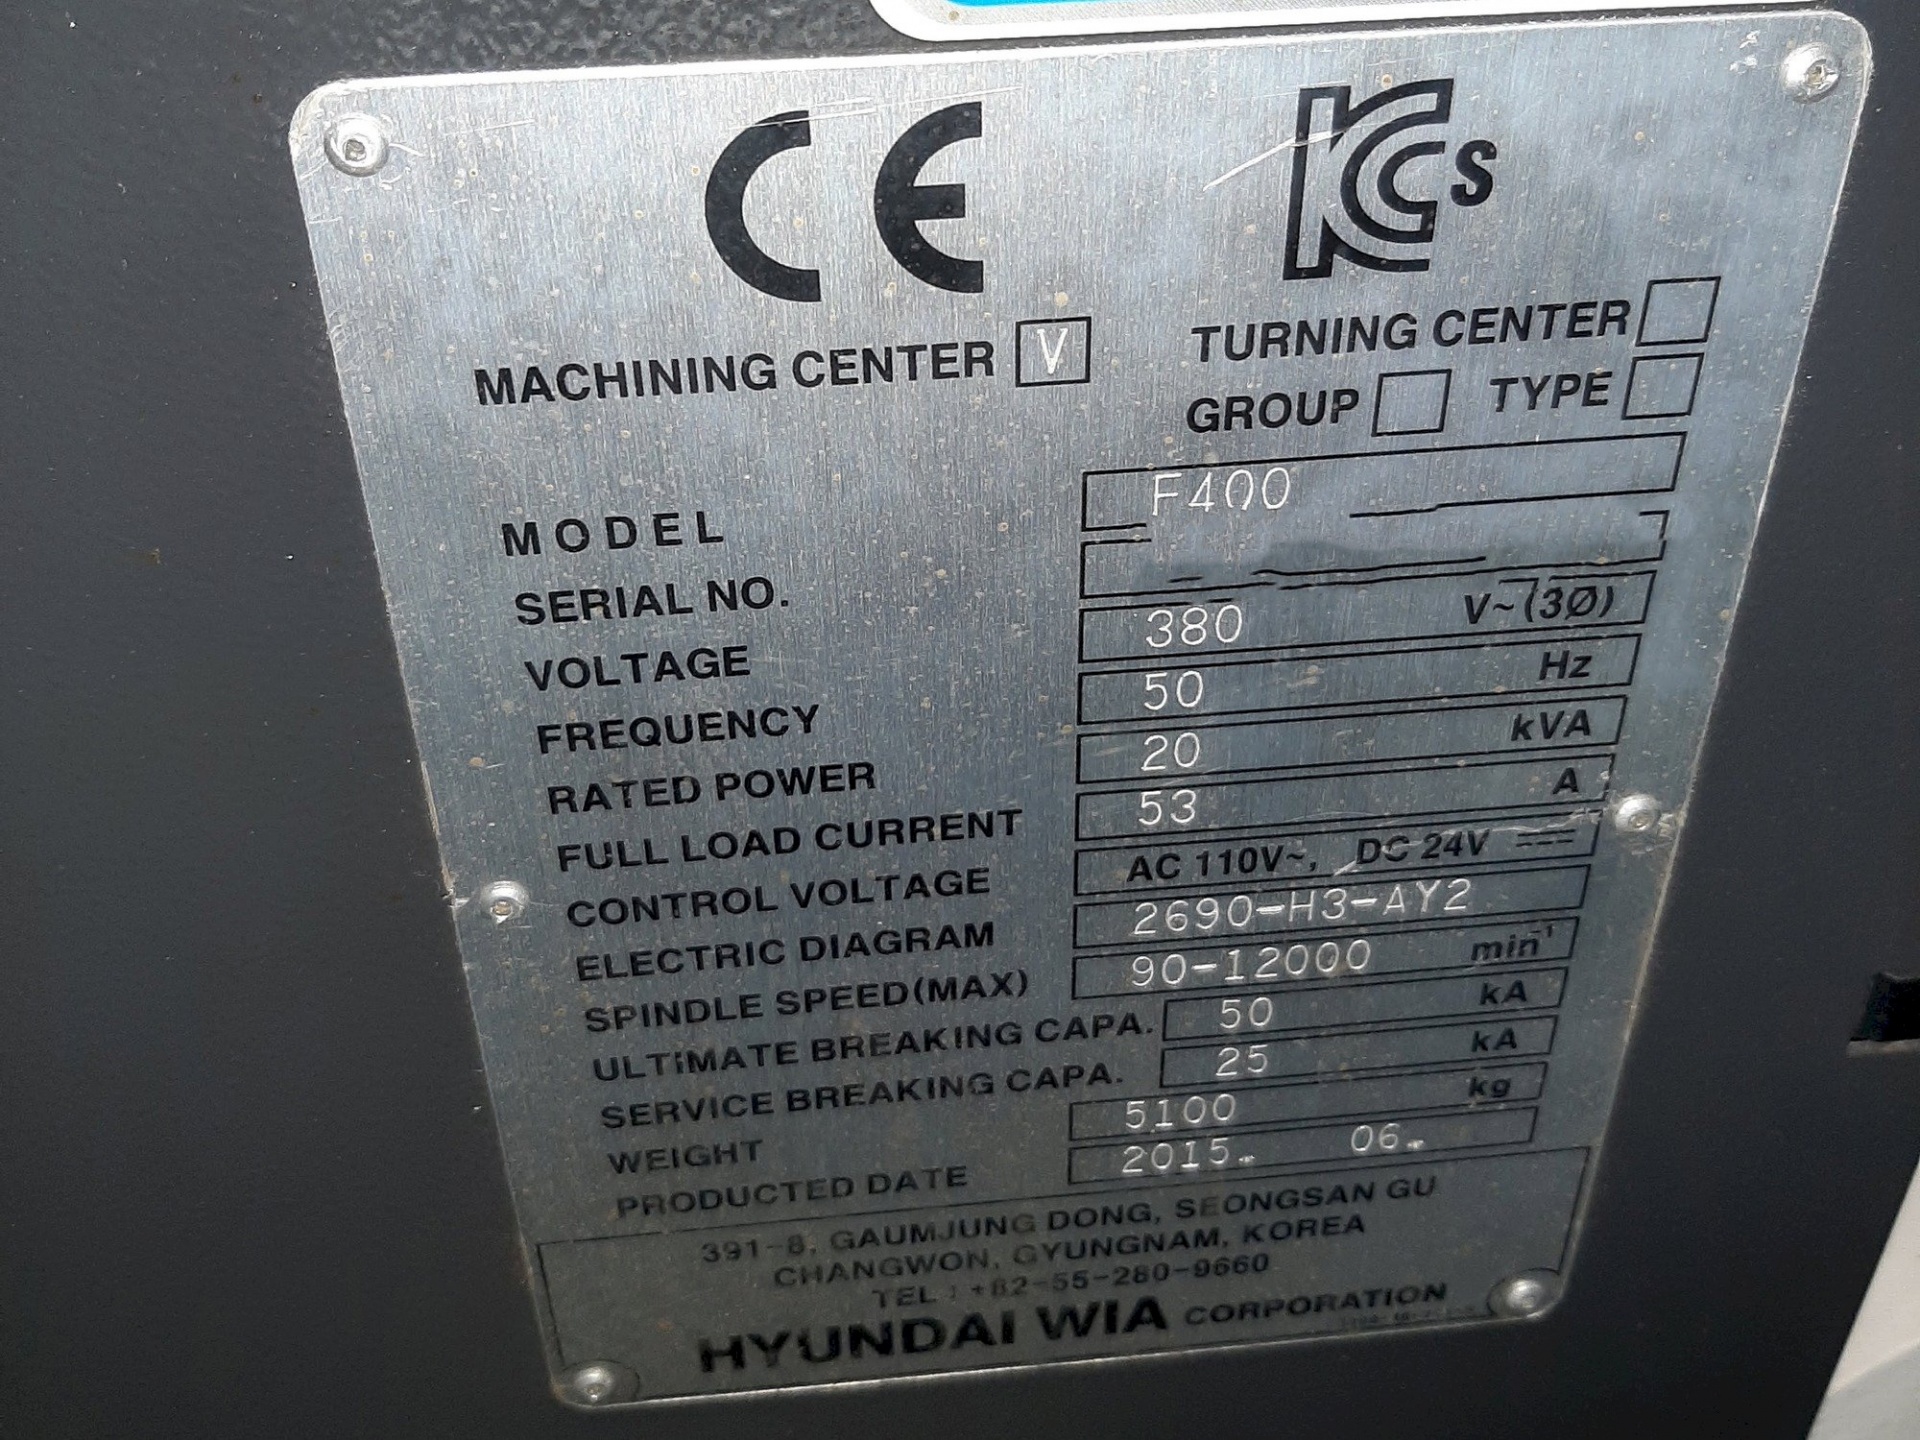 CE KCs
MACHINING CENTER V TURNING CENTER
GROUP TYPE
MODEL F400
SERIAL NO.
VOLTAGE 380 V~(3Ø)
FREQUENCY 50 Hz
RATED POWER 20 kVA
FULL LOAD CURRENT 53 A
CONTROL VOLTAGE AC 110V~, DC 24V ⎓
ELECTRIC DIAGRAM 2690-H3-AY2
SPINDLE SPEED(MAX) 90-12000 min⁻¹
ULTIMATE BREAKING CAPA. 50 kA
SERVICE BREAKING CAPA. 25 kA
WEIGHT 5100 kg
PRODUCTED DATE 2015. 06.
391-8, GAUMJUNG DONG, SEONGSAN GU
CHANGWON, GYUNGNAM, KOREA
TEL : +82-55-280-9660
HYUNDAI WIA CORPORATION